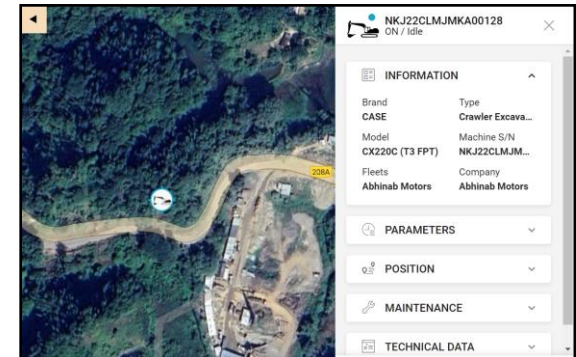 NKJ22CLMJMKA00128
ON / Idle
INFORMATION
Brand Type
CASE Crawler Excava...
Model Machine S/N
CX220C (T3 FPT) NKJ22CLMJM...
Fleets Company
Abhinab Motors Abhinab Motors
208A
PARAMETERS
POSITION
MAINTENANCE
TECHNICAL DATA